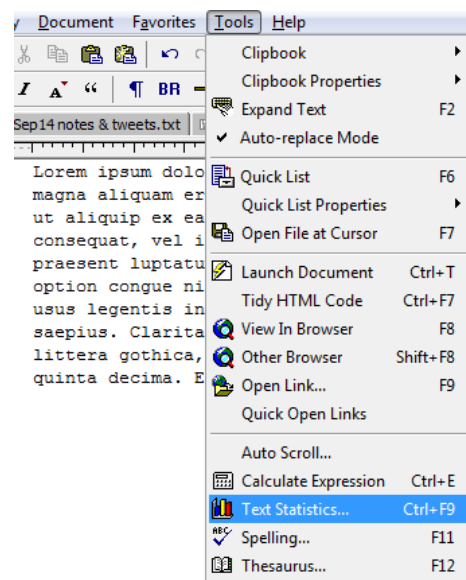 y Document Favorites Tools Help
I A “ ¶ BR
Sep14 notes & tweets.txt
Lorem ipsum dolo
magna aliquam er
ut aliquip ex ea
consequat, vel i
praesent luptatu
option congue ni
usus legentis in
saepius. Clarita
littera gothica,
quinta decima. E
Clipbook
Clipbook Properties
Expand Text F2
Auto-replace Mode
Quick List F6
Quick List Properties
Open File at Cursor F7
Launch Document Ctrl+T
Tidy HTML Code Ctrl+F7
View In Browser F8
Other Browser Shift+F8
Open Link... F9
Quick Open Links
Auto Scroll...
Calculate Expression Ctrl+E
Text Statistics... Ctrl+F9
ABC Spelling... F11
Thesaurus... F12